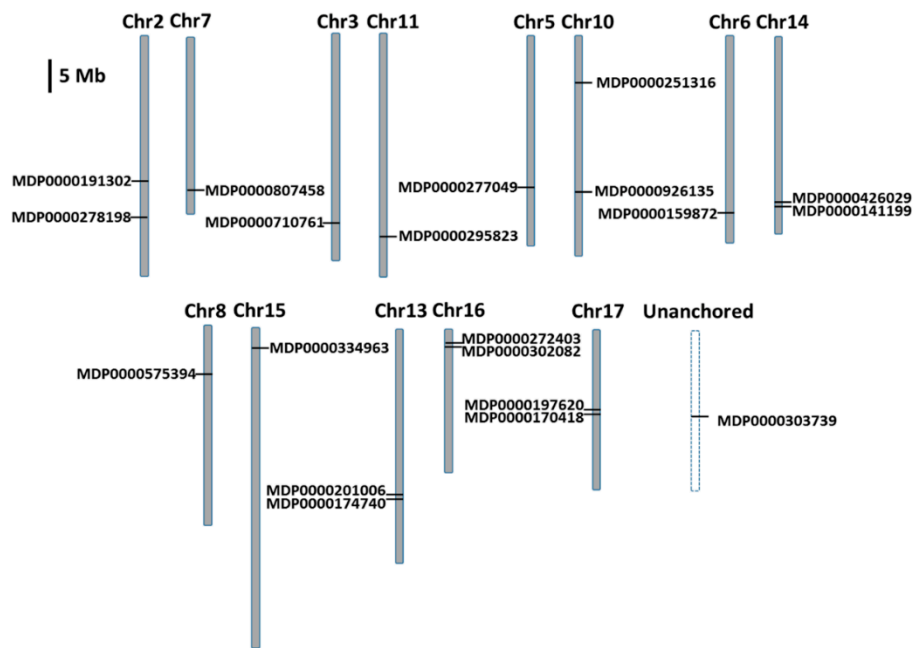 Chr2 Chr7 Chr3 Chr11 Chr5 Chr10 Chr6 Chr14
5 Mb
MDP0000251316
MDP0000191302
MDP0000807458
MDP0000277049
MDP0000926135
MDP0000278198
MDP0000710761
MDP0000295823
MDP0000159872
MDP0000426029
MDP0000141199
Chr8 Chr15 Chr13 Chr16 Chr17 Unanchored
MDP0000334963
MDP0000272403
MDP0000302082
MDP0000575394
MDP0000197620
MDP0000170418
MDP0000303739
MDP0000201006
MDP0000174740